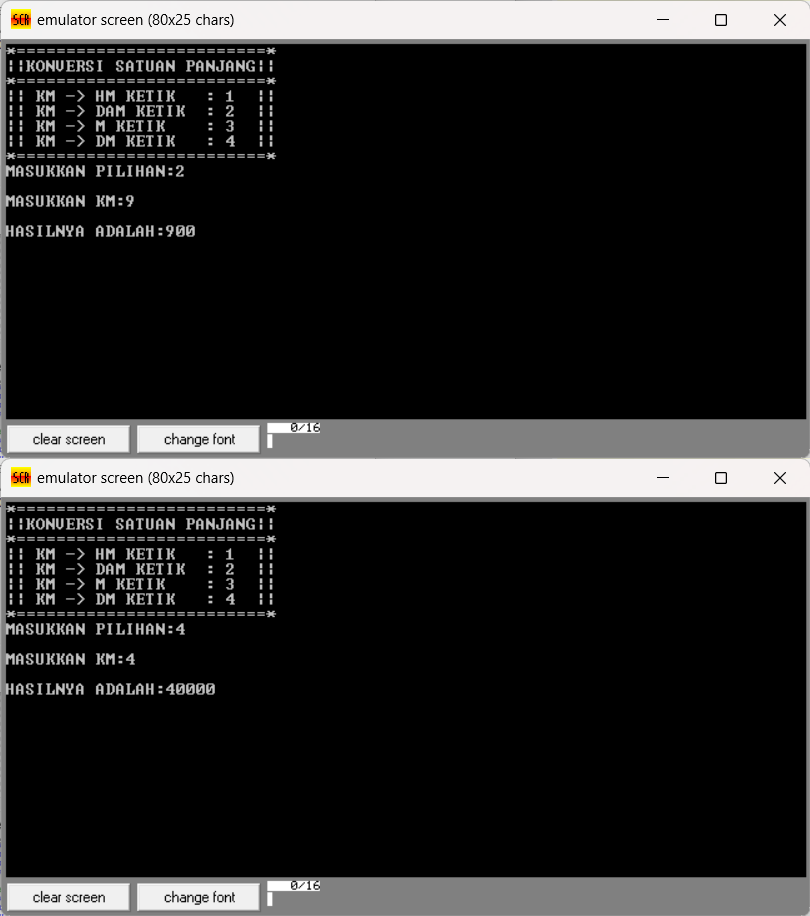 SCR emulator screen (80x25 chars)
*=========================*
||KONVERSI SATUAN PANJANG||
*=========================*
|| KM -> HM KETIK   : 1  ||
|| KM -> DAM KETIK  : 2  ||
|| KM -> M KETIK    : 3  ||
|| KM -> DM KETIK   : 4  ||
*=========================*
MASUKKAN PILIHAN:2
MASUKKAN KM:9
HASILNYA ADALAH:900
clear screen change font 0/16
SCR emulator screen (80x25 chars)
*=========================*
||KONVERSI SATUAN PANJANG||
*=========================*
|| KM -> HM KETIK   : 1  ||
|| KM -> DAM KETIK  : 2  ||
|| KM -> M KETIK    : 3  ||
|| KM -> DM KETIK   : 4  ||
*=========================*
MASUKKAN PILIHAN:4
MASUKKAN KM:4
HASILNYA ADALAH:40000
clear screen change font 0/16